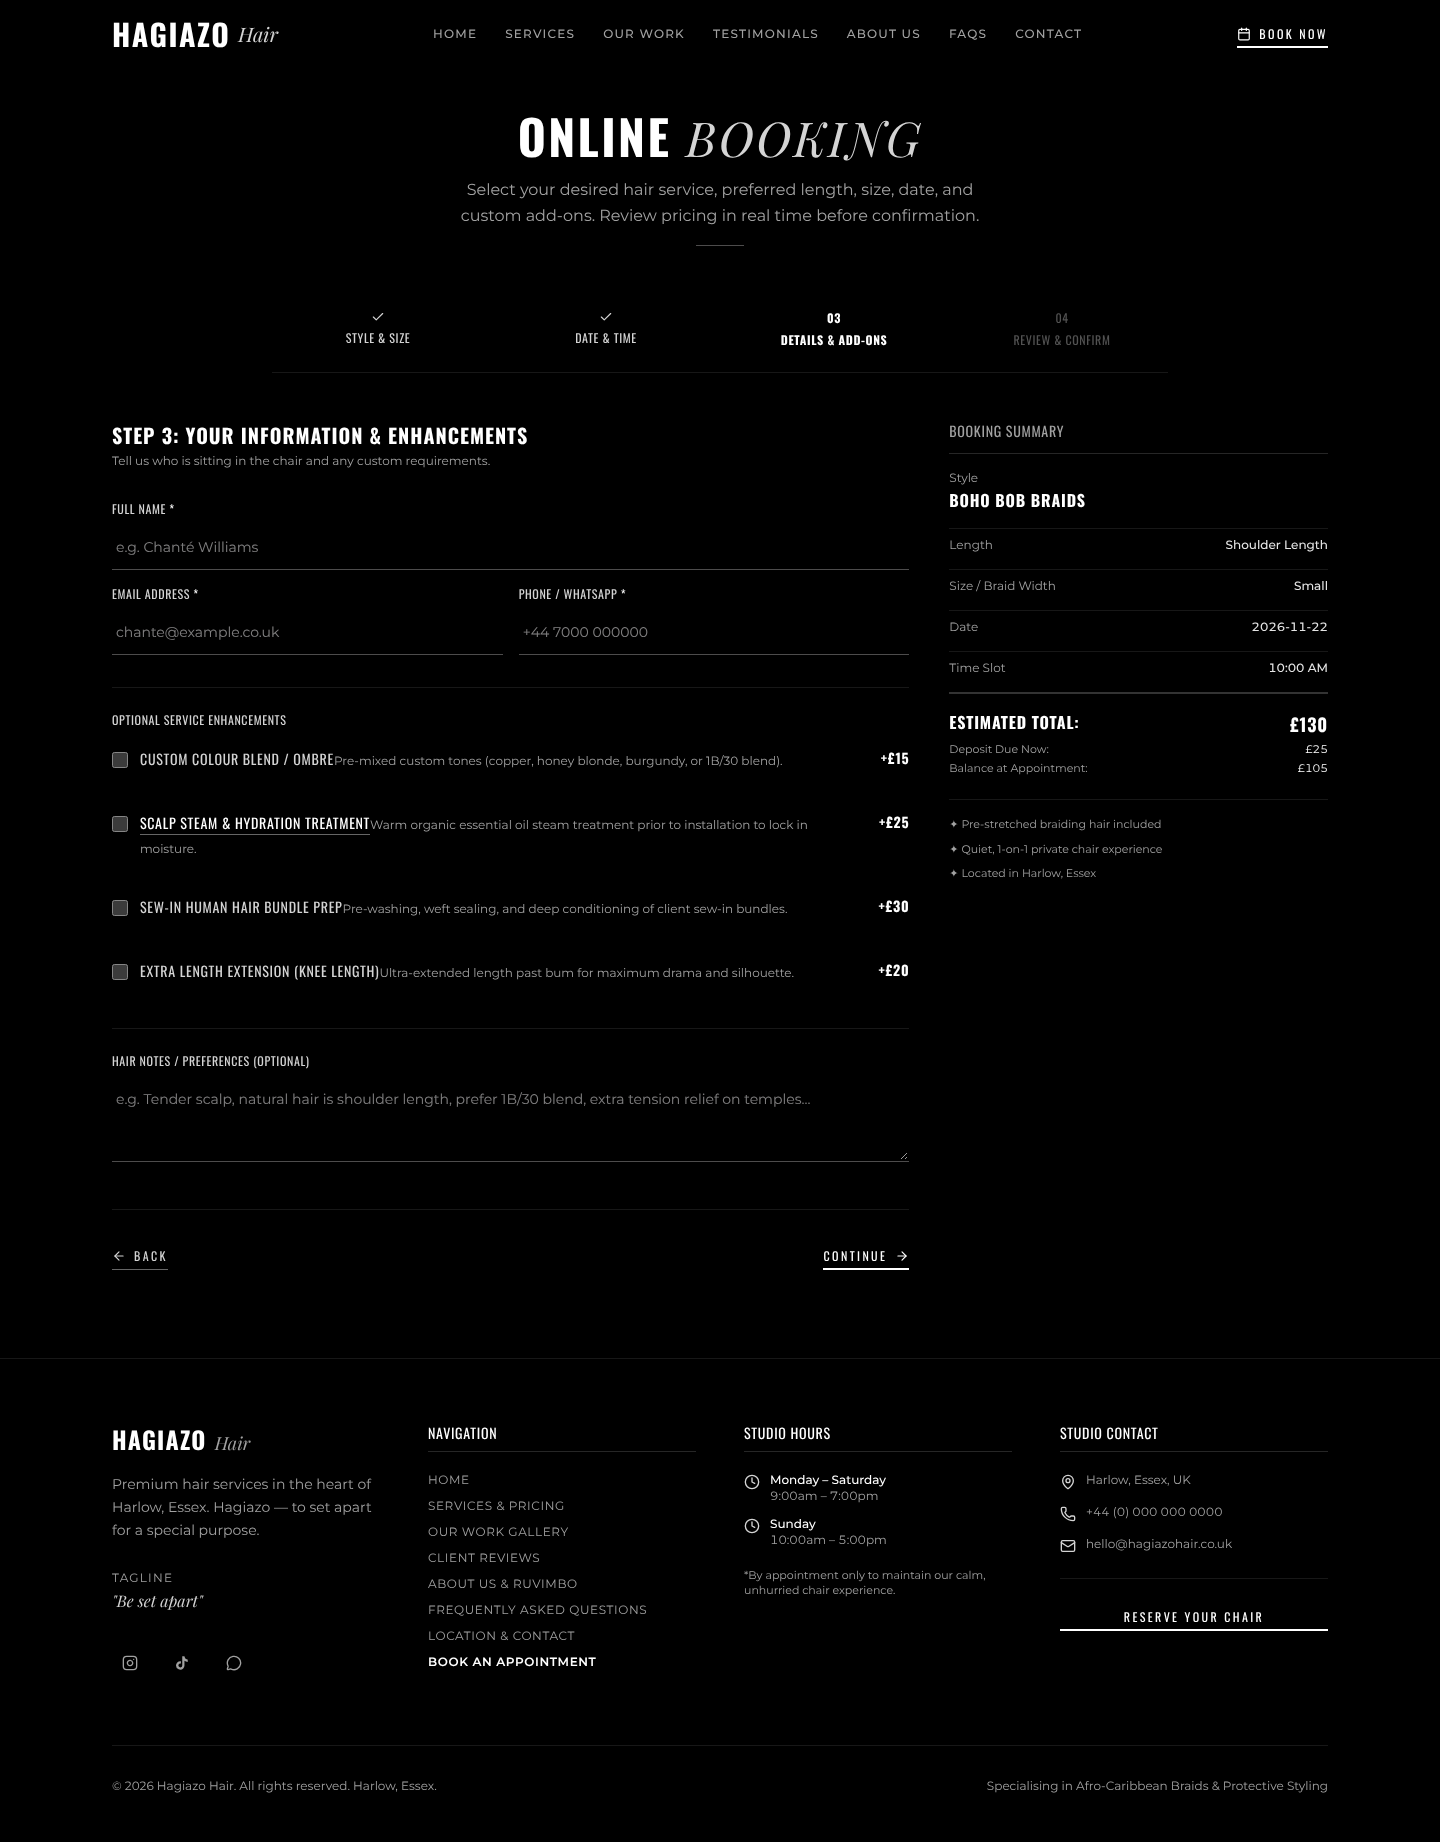 HAGIAZO Hair
HOME SERVICES OUR WORK TESTIMONIALS ABOUT US FAQS CONTACT
BOOK NOW
ONLINE BOOKING
Select your desired hair service, preferred length, size, date, and
custom add-ons. Review pricing in real time before confirmation.
STYLE & SIZE
DATE & TIME
03
DETAILS & ADD-ONS
04
REVIEW & CONFIRM
STEP 3: YOUR INFORMATION & ENHANCEMENTS
Tell us who is sitting in the chair and any custom requirements.
FULL NAME *
e.g. Chanté Williams
EMAIL ADDRESS *
chante@example.co.uk
PHONE / WHATSAPP *
+44 7000 000000
OPTIONAL SERVICE ENHANCEMENTS
CUSTOM COLOUR BLEND / OMBREPre-mixed custom tones (copper, honey blonde, burgundy, or 1B/30 blend). +£15
SCALP STEAM & HYDRATION TREATMENTWarm organic essential oil steam treatment prior to installation to lock in +£25
moisture.
SEW-IN HUMAN HAIR BUNDLE PREPPre-washing, weft sealing, and deep conditioning of client sew-in bundles. +£30
EXTRA LENGTH EXTENSION (KNEE LENGTH)Ultra-extended length past bum for maximum drama and silhouette. +£20
HAIR NOTES / PREFERENCES (OPTIONAL)
e.g. Tender scalp, natural hair is shoulder length, prefer 1B/30 blend, extra tension relief on temples...
BACK
CONTINUE
BOOKING SUMMARY
Style
BOHO BOB BRAIDS
Length Shoulder Length
Size / Braid Width Small
Date 2026-11-22
Time Slot 10:00 AM
ESTIMATED TOTAL: £130
Deposit Due Now: £25
Balance at Appointment: £105
✦ Pre-stretched braiding hair included
✦ Quiet, 1-on-1 private chair experience
✦ Located in Harlow, Essex
HAGIAZO Hair
Premium hair services in the heart of
Harlow, Essex. Hagiazo — to set apart
for a special purpose.
TAGLINE
"Be set apart"
NAVIGATION
HOME
SERVICES & PRICING
OUR WORK GALLERY
CLIENT REVIEWS
ABOUT US & RUVIMBO
FREQUENTLY ASKED QUESTIONS
LOCATION & CONTACT
BOOK AN APPOINTMENT
STUDIO HOURS
Monday – Saturday
9:00am – 7:00pm
Sunday
10:00am – 5:00pm
*By appointment only to maintain our calm,
unhurried chair experience.
STUDIO CONTACT
Harlow, Essex, UK
+44 (0) 000 000 0000
hello@hagiazohair.co.uk
RESERVE YOUR CHAIR
© 2026 Hagiazo Hair. All rights reserved. Harlow, Essex.
Specialising in Afro-Caribbean Braids & Protective Styling